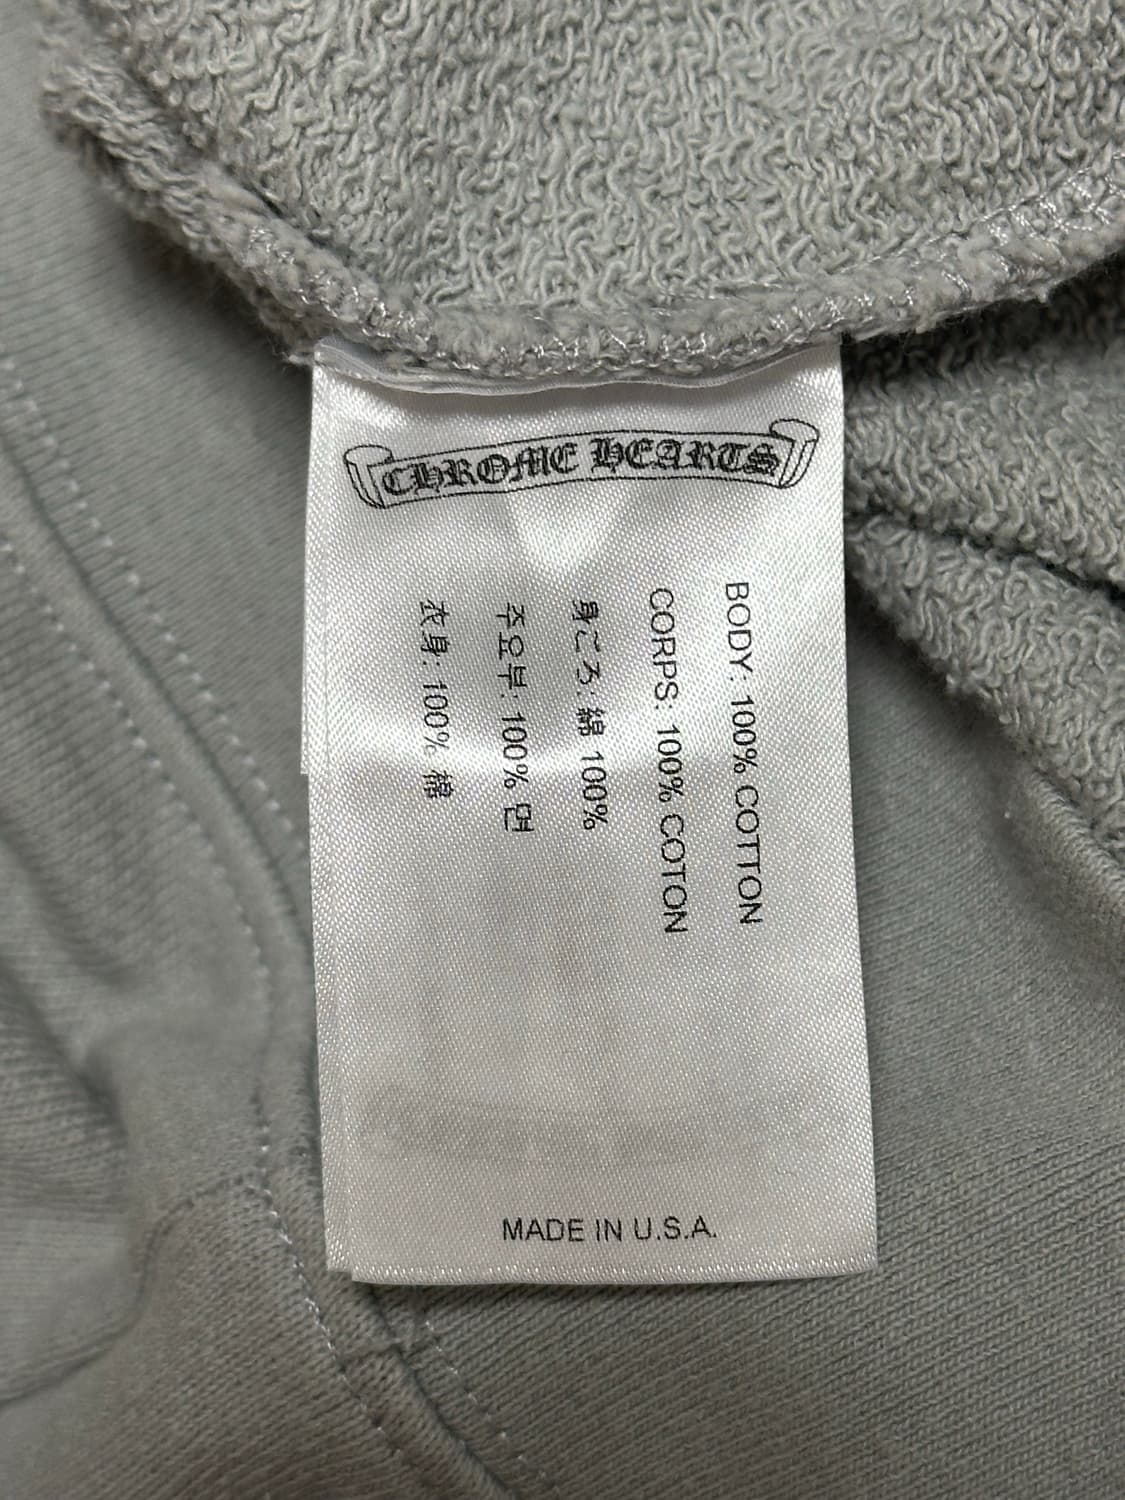 CHROME HEARTS
BODY: 100% COTTON
CORPS: 100% COTON
身ごろ: 綿 100%
주요부: 100% 면
衣身: 100% 綿
MADE IN U.S.A.